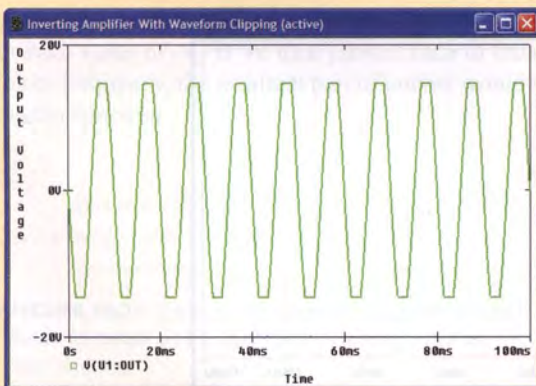 Inverting Amplifier With Waveform Clipping (active)
20V
Output Voltage
0V
-20V
0s 20ms 40ms 60ms 80ms 100ms
V(U1:OUT)
Time